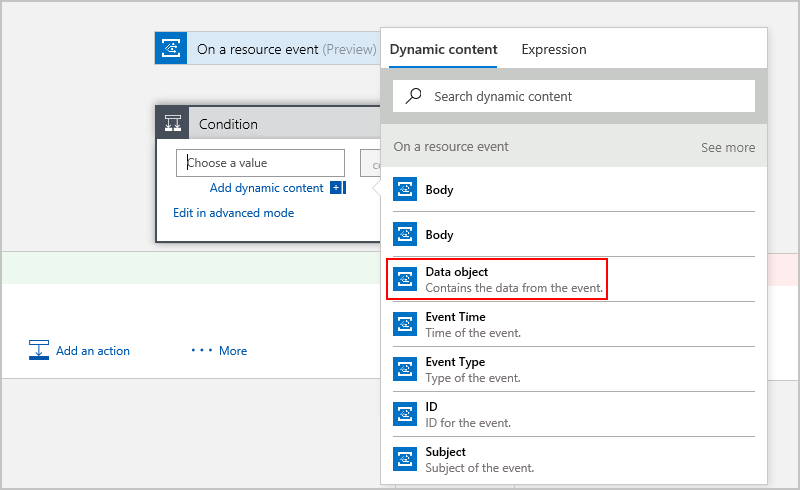 On a resource event (Preview)
Condition
Choose a value
Add dynamic content
Edit in advanced mode
Add an action
More
Dynamic content Expression
Search dynamic content
On a resource event See more
Body
Body
Data object
Contains the data from the event.
Event Time
Time of the event.
Event Type
Type of the event.
ID
ID for the event.
Subject
Subject of the event.